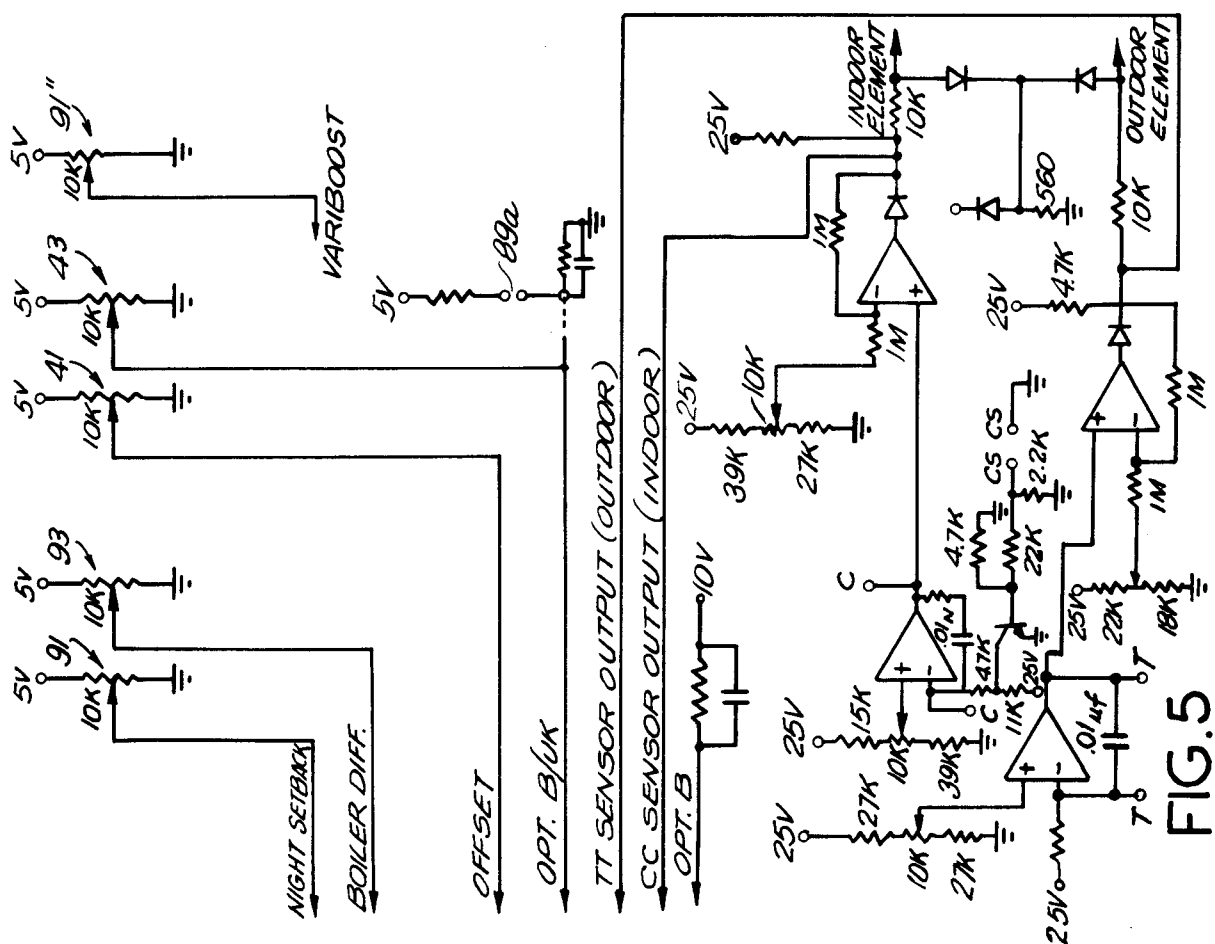 5V
91
10K
NIGHT SETBACK
5V
93
10K
BOILER DIFF.
5V
41
10K
OFFSET
5V
43
10K
OPT. B/UK
5V
91"
10K
VARIBOOST
5V
89a
TT SENSOR OUTPUT (OUTDOOR)
CC SENSOR OUTPUT (INDOOR)
OPT. B
10V
25V
39K
10K
27K
1M
-
+
1M
25V
10K
INDOOR
ELEMENT
560
10K
OUTDOOR
ELEMENT
25V
4.7K
+
-
1M
1M
25V
22K
18K
CS
CS
2.2K
4.7K
22K
C
.01N
47K
25V
11K
C
25V
15K
10K
39K
+
-
25V
27K
10K
27K
+
-
25V
.01μf
T
T
FIG.5